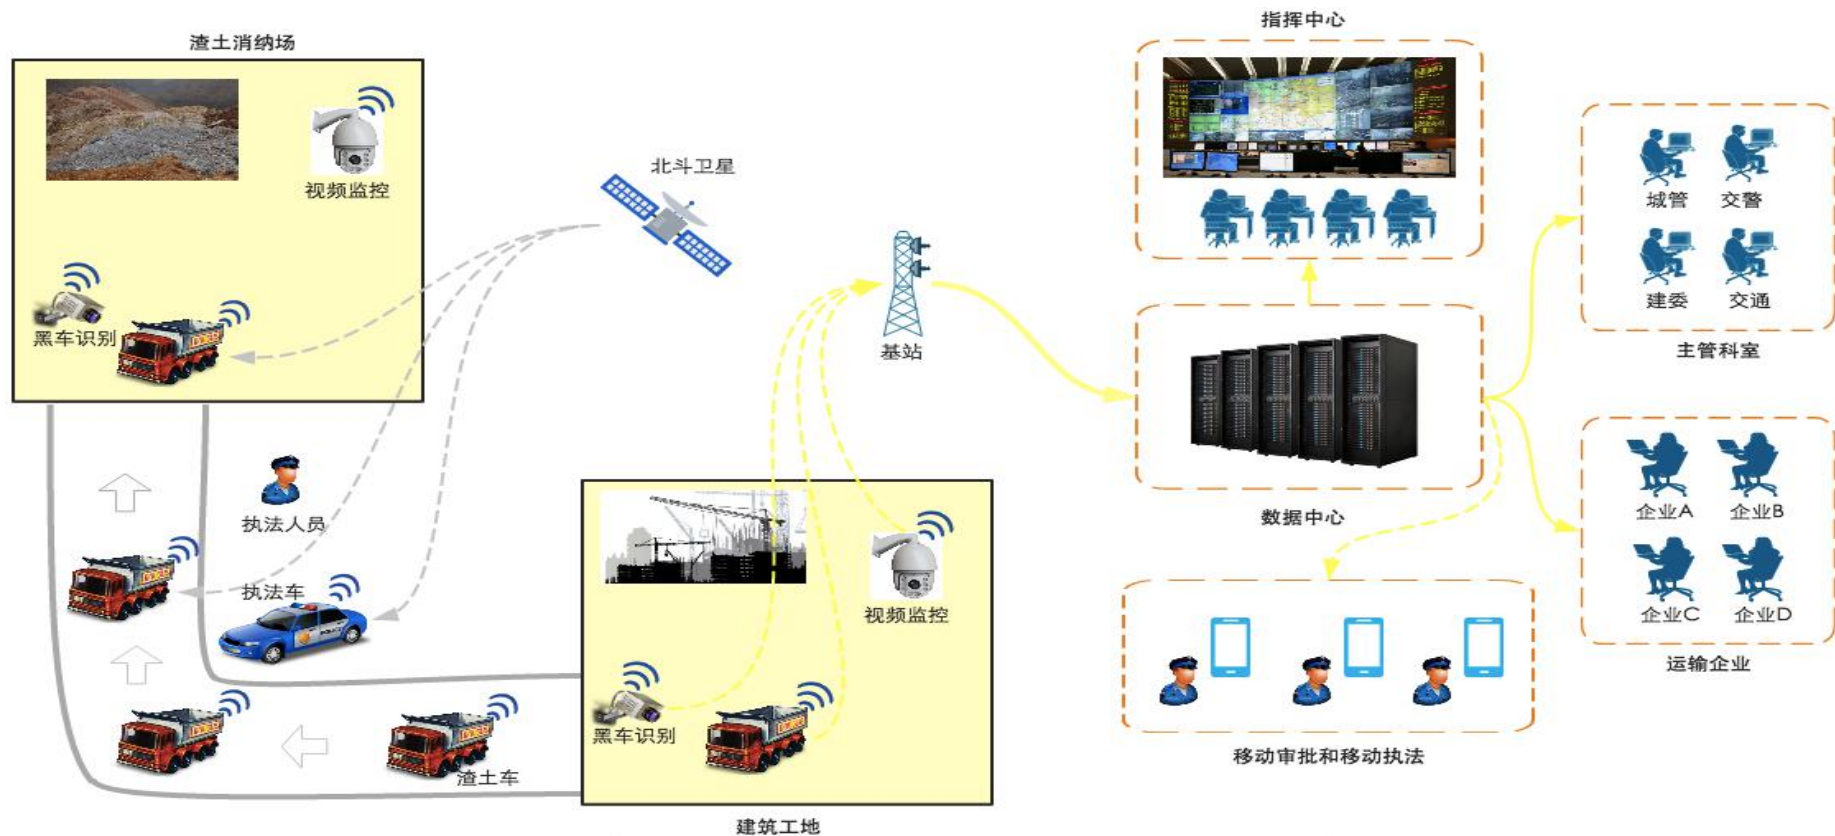 指挥中心
渣土消纳场
视频监控
北斗卫星
城管
交警
黑车识别
基站
建委
交通
主管科室
执法人员
数据中心
企业A
企业B
执法车
视频监控
企业C
企业D
运输企业
黑车识别
渣土车
移动审批和移动执法
建筑工地